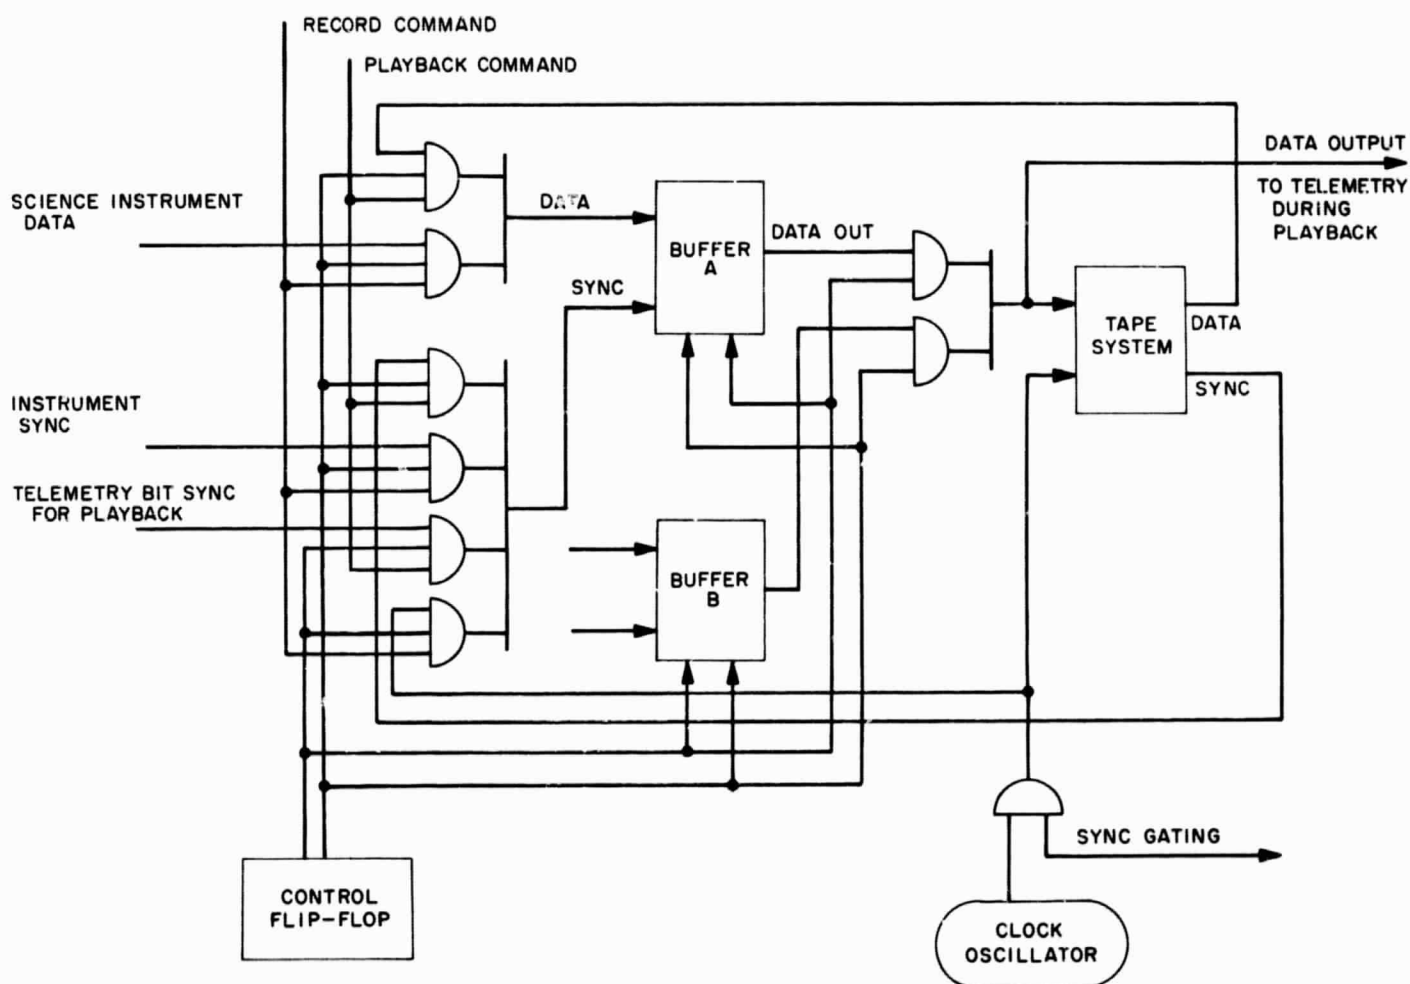 RECORD COMMAND
PLAYBACK COMMAND
DATA OUTPUT
TO TELEMETRY
DURING
PLAYBACK
SCIENCE INSTRUMENT
DATA
DATA
BUFFER
A
DATA OUT
SYNC
TAPE
SYSTEM
DATA
SYNC
INSTRUMENT
SYNC
TELEMETRY BIT SYNC
FOR PLAYBACK
BUFFER
B
SYNC GATING
CONTROL
FLIP-FLOP
CLOCK
OSCILLATOR